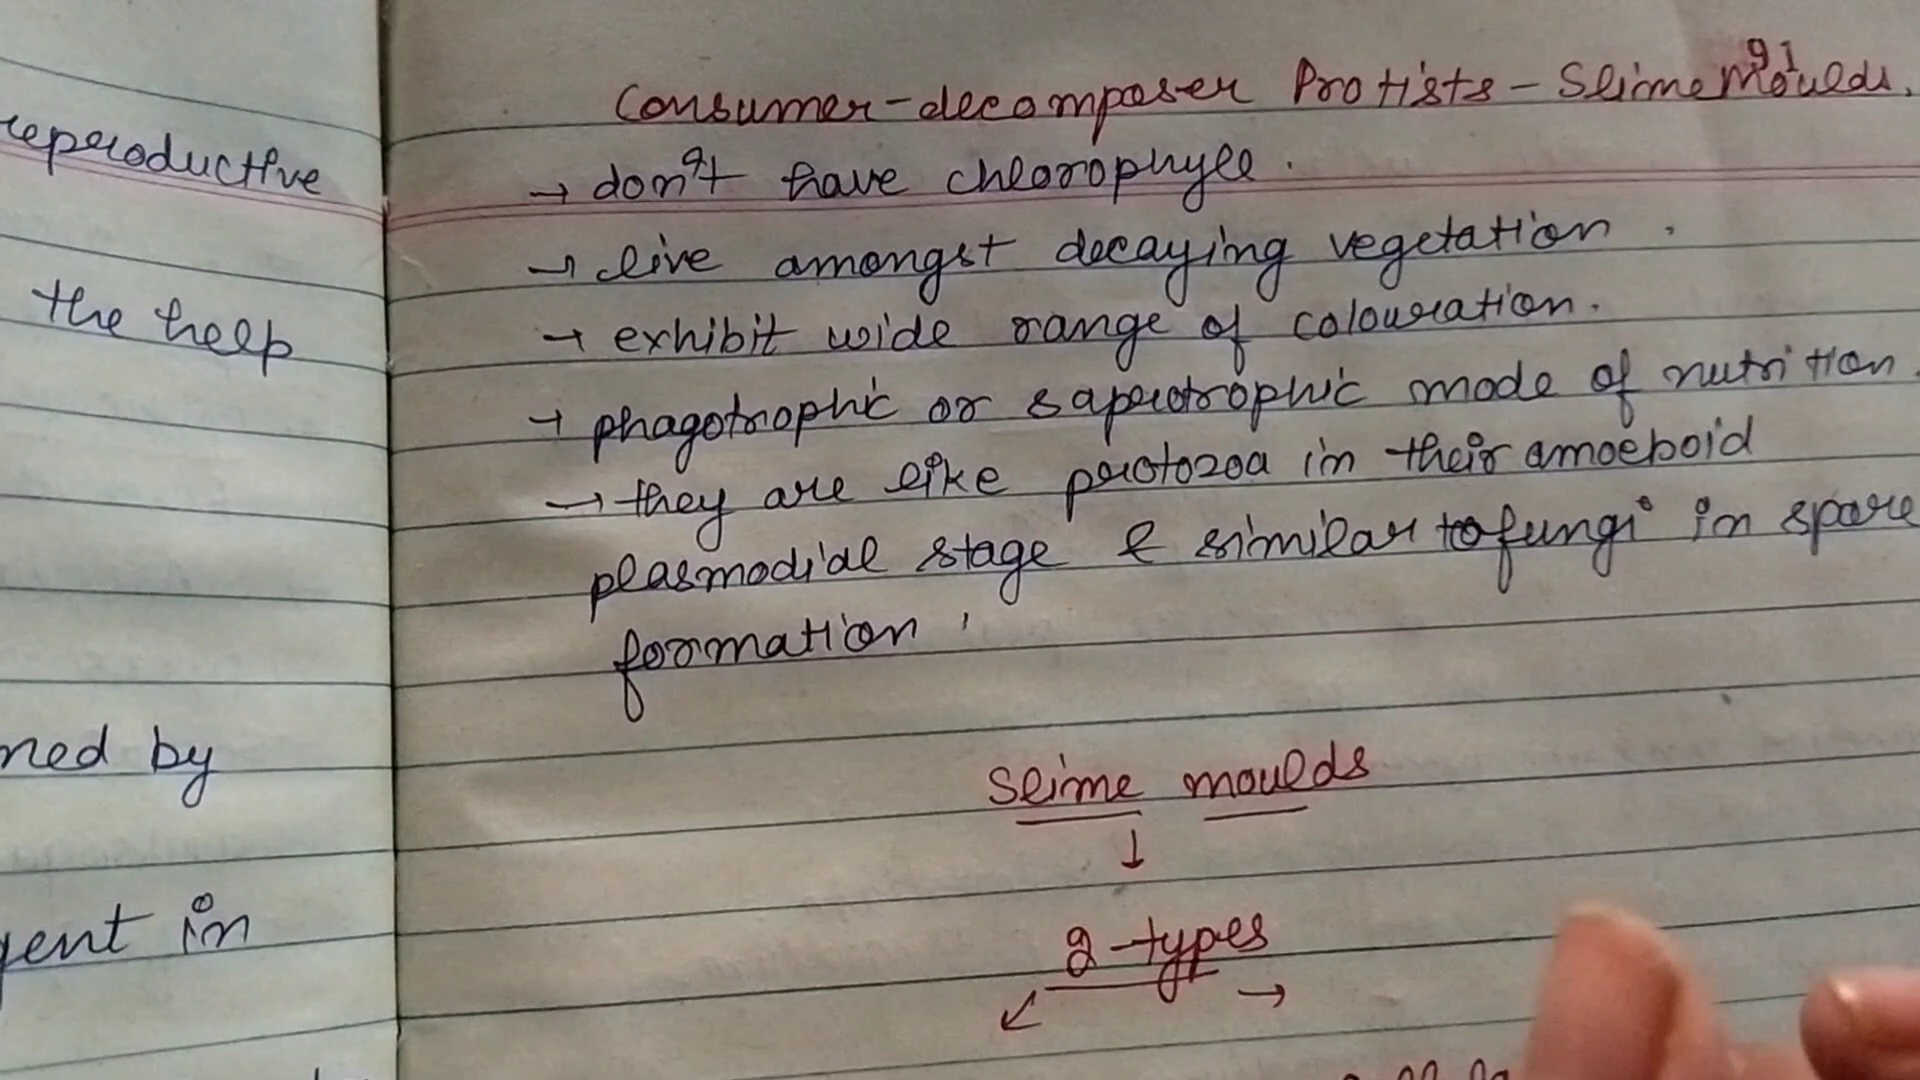 reproductive
the help
ned by
gent in
91
Consumer-decomposer Protists - Slime Moulds.
→ don't have chlorophyll.
→ live amongst decaying vegetation.
→ exhibit wide range of colouration.
→ phagotrophic or saprotrophic mode of nutrition.
→ they are like protozoa in their amoeboid
plasmodial stage & similar to fungi in spore
formation.
Slime moulds
↓
2-types
↙ →